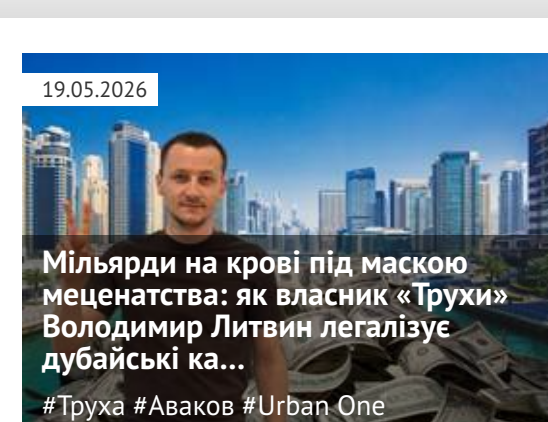 19.05.2026
Мільярди на крові під маскою
меценатства: як власник «Трухи»
Володимир Литвин легалізує
дубайські ка...
#Труха #Аваков #Urban One